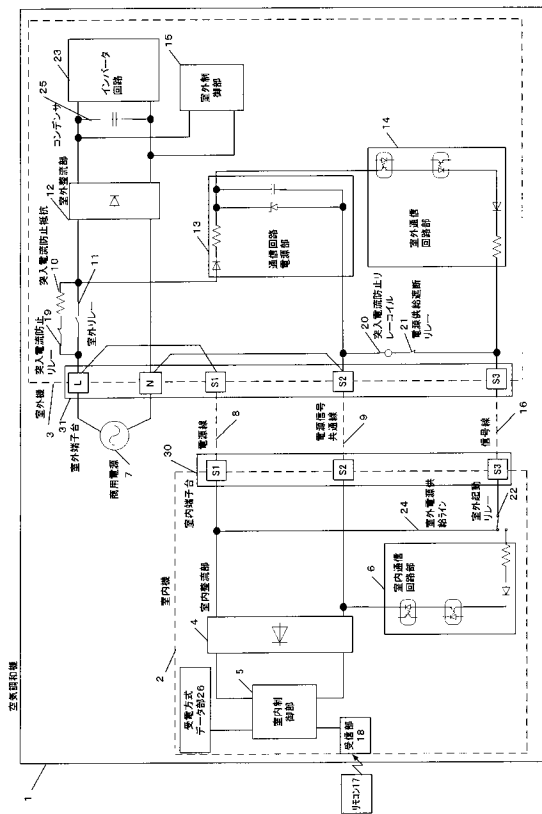 空気調和機
1
室外機
3
室外端子台
31
突入電流防止
リレー
19
突入電流防止抵抗
10
室外リレー
11
室外整流部
12
コンデンサ
25
インバータ
回路
23
室外制
御部
15
L
N
S1
S2
S3
商用電源
7
通信回路
電源部
13
室外通信
回路部
14
突入電流防止リ
レーコイル
20
電源供給遮断
リレー
21
電源線
8
電源信号
共通線
9
信号線
16
室内機
2
室内端子台
30
S1
S2
S3
室内整流部
4
室外電源供
給ライン
24
室外起動
リレー
22
室内通信
回路部
6
受電方式
データ部26
室内制
御部
5
受信部
18
リモコン17